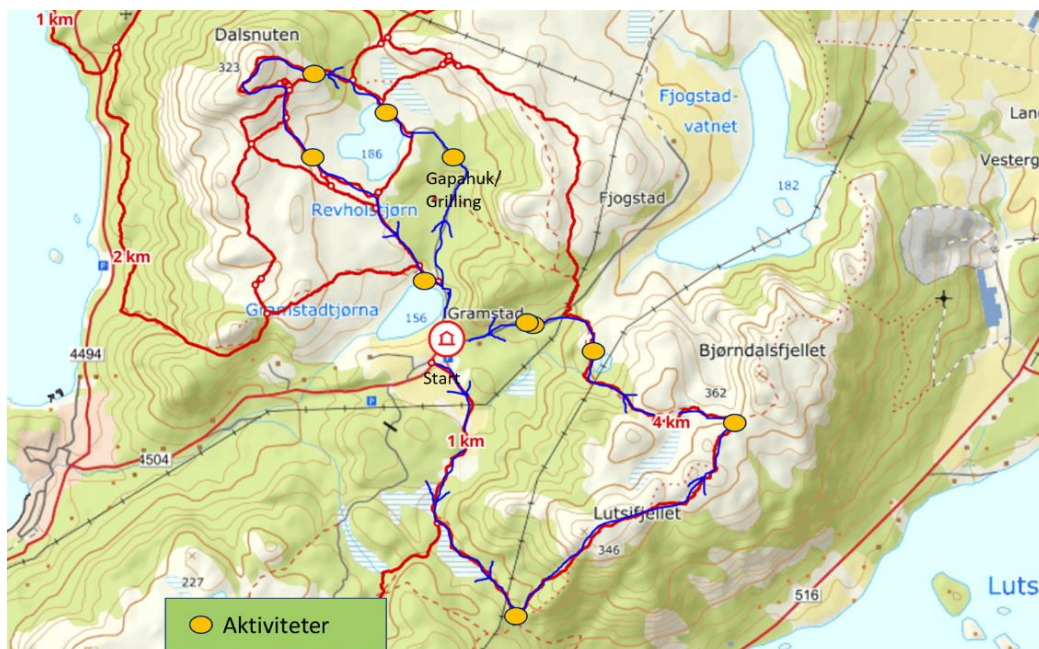 1 km
Dalsnuten
323
Fjogstad-
vatnet
Land
186
Gapahuk/
Grilling
182
Vesterg
Fjogstad
Revholstjørn
2 km
Gramstadtjørna
156
Gramstad
4494
Start
Bjørndalsfjellet
362
4 km
1 km
4504
Lutsifjellet
346
227
516
Luts
Aktiviteter